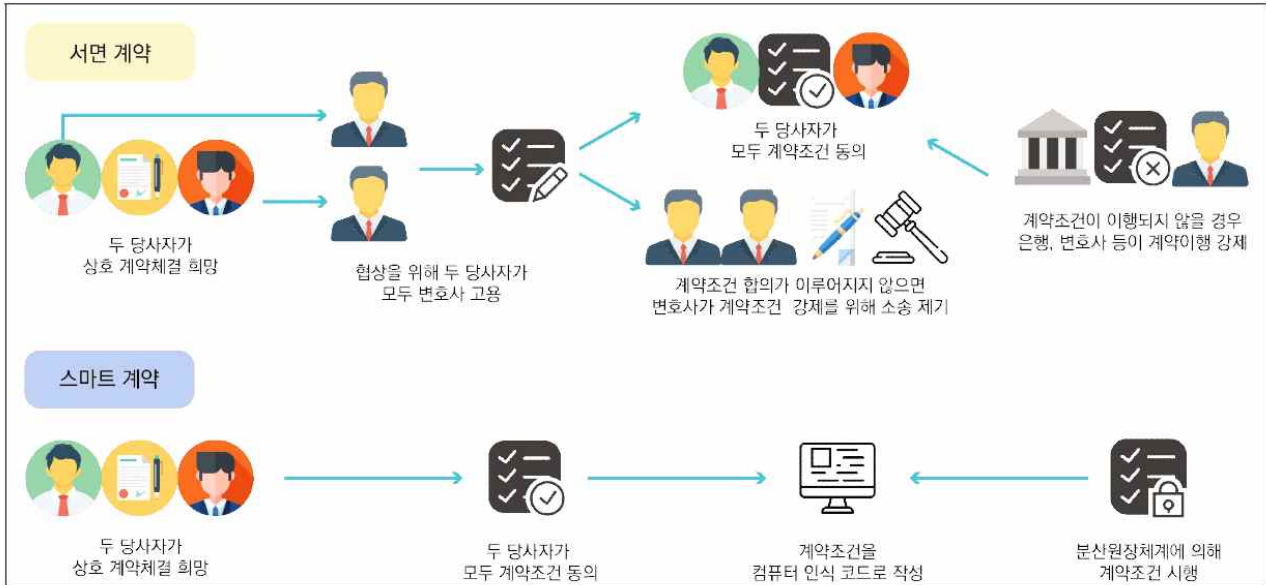 서면 계약
두 당사자가
상호 계약체결 희망
협상을 위해 두 당사자가
모두 변호사 고용
두 당사자가
모두 계약조건 동의
계약조건 합의가 이루어지지 않으면
변호사가 계약조건 강제를 위해 소송 제기
계약조건이 이행되지 않을 경우
은행, 변호사 등이 계약이행 강제
스마트 계약
두 당사자가
상호 계약체결 희망
두 당사자가
모두 계약조건 동의
계약조건을
컴퓨터 인식 코드로 작성
분산원장체계에 의해
계약조건 시행